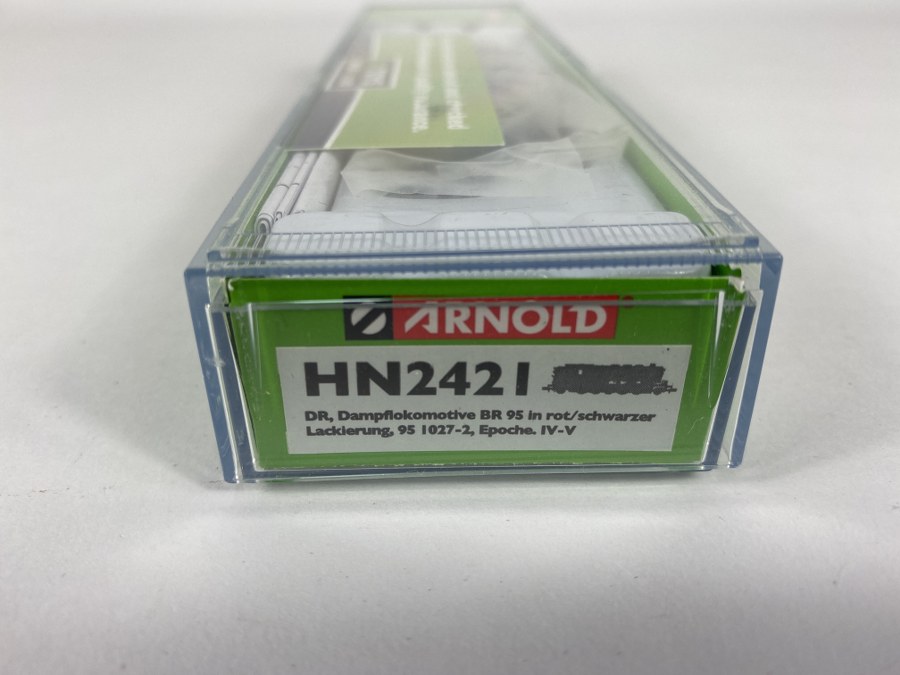 ARNOLD
HN2421
DR, Dampflokomotive BR 95 in rot/schwarzer
Lackierung, 95 1027-2, Epoche. IV-V